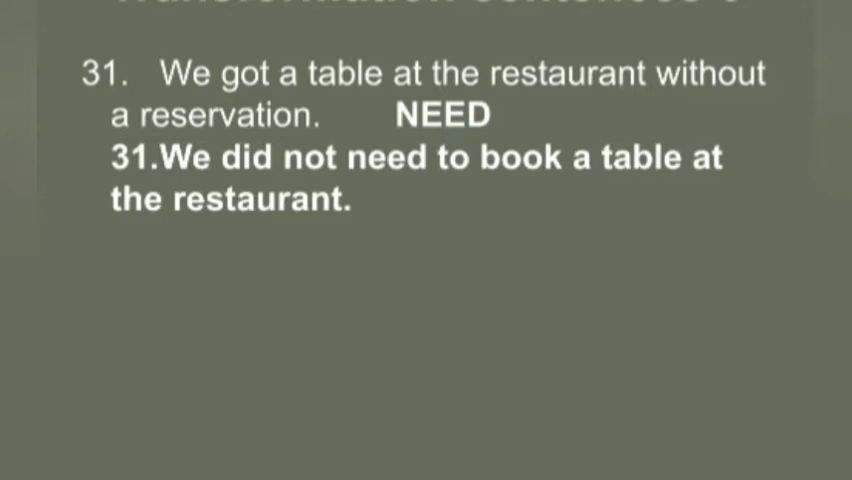 31. We got a table at the restaurant without
a reservation. NEED
31.We did not need to book a table at
the restaurant.